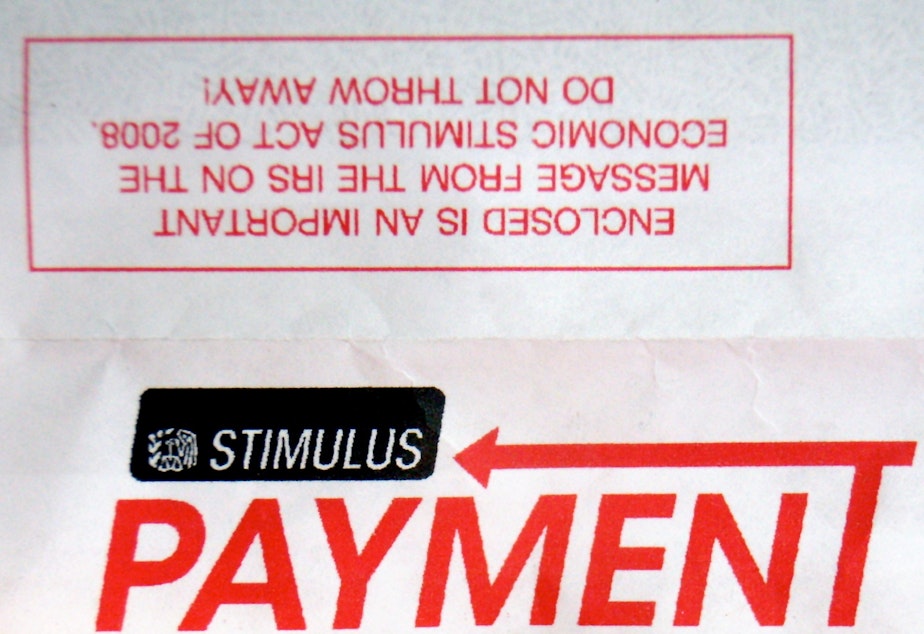 ENCLOSED IS AN IMPORTANT
MESSAGE FROM THE IRS ON THE
ECONOMIC STIMULUS ACT OF 2008.
DO NOT THROW AWAY!
STIMULUS
PAYMENT